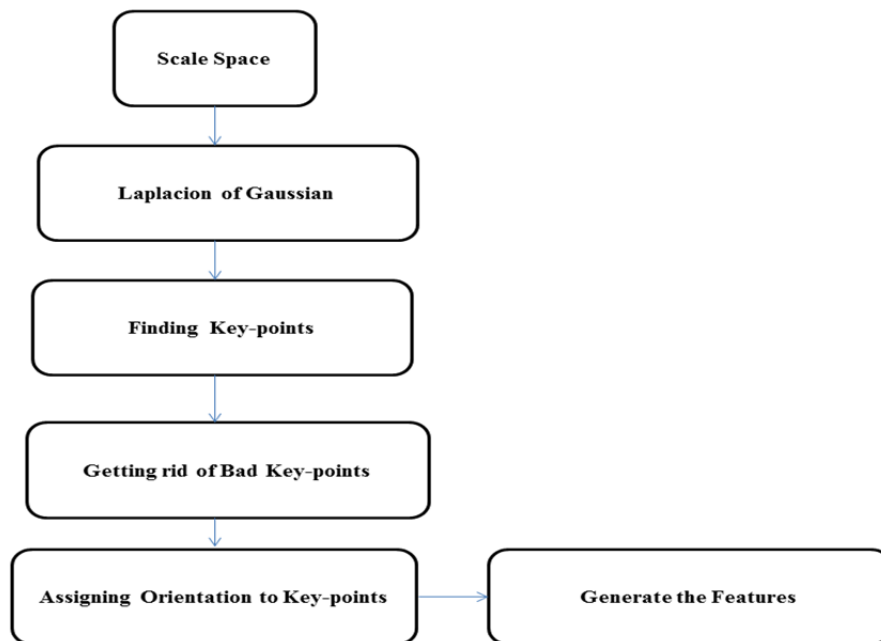 Scale Space
Laplacion of Gaussian
Finding Key-points
Getting rid of Bad Key-points
Assigning Orientation to Key-points
Generate the Features